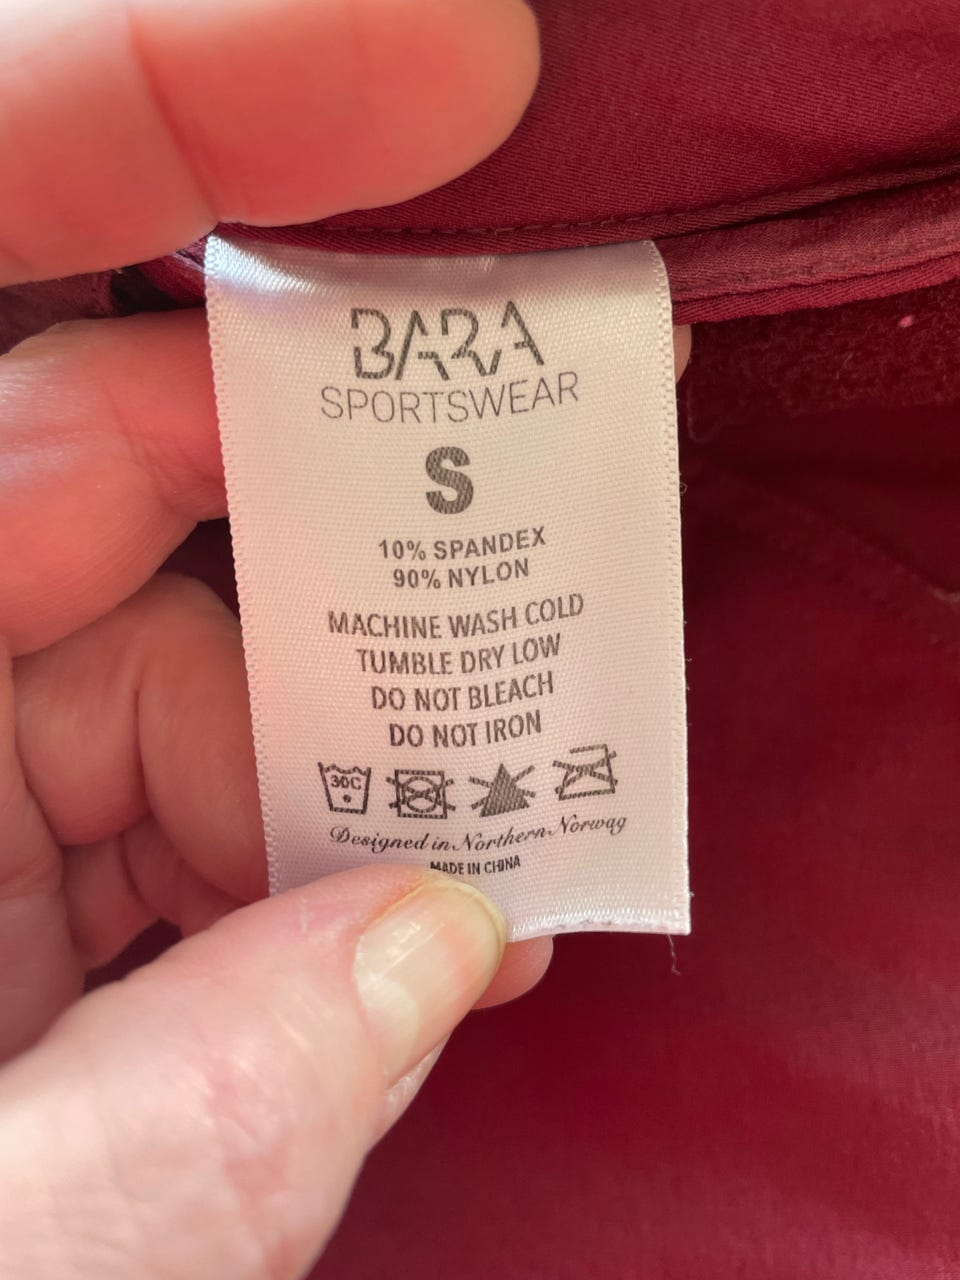 BARA
SPORTSWEAR
S
10% SPANDEX
90% NYLON
MACHINE WASH COLD
TUMBLE DRY LOW
DO NOT BLEACH
DO NOT IRON
30C
Designed in Northern Norwag
MADE IN CHINA